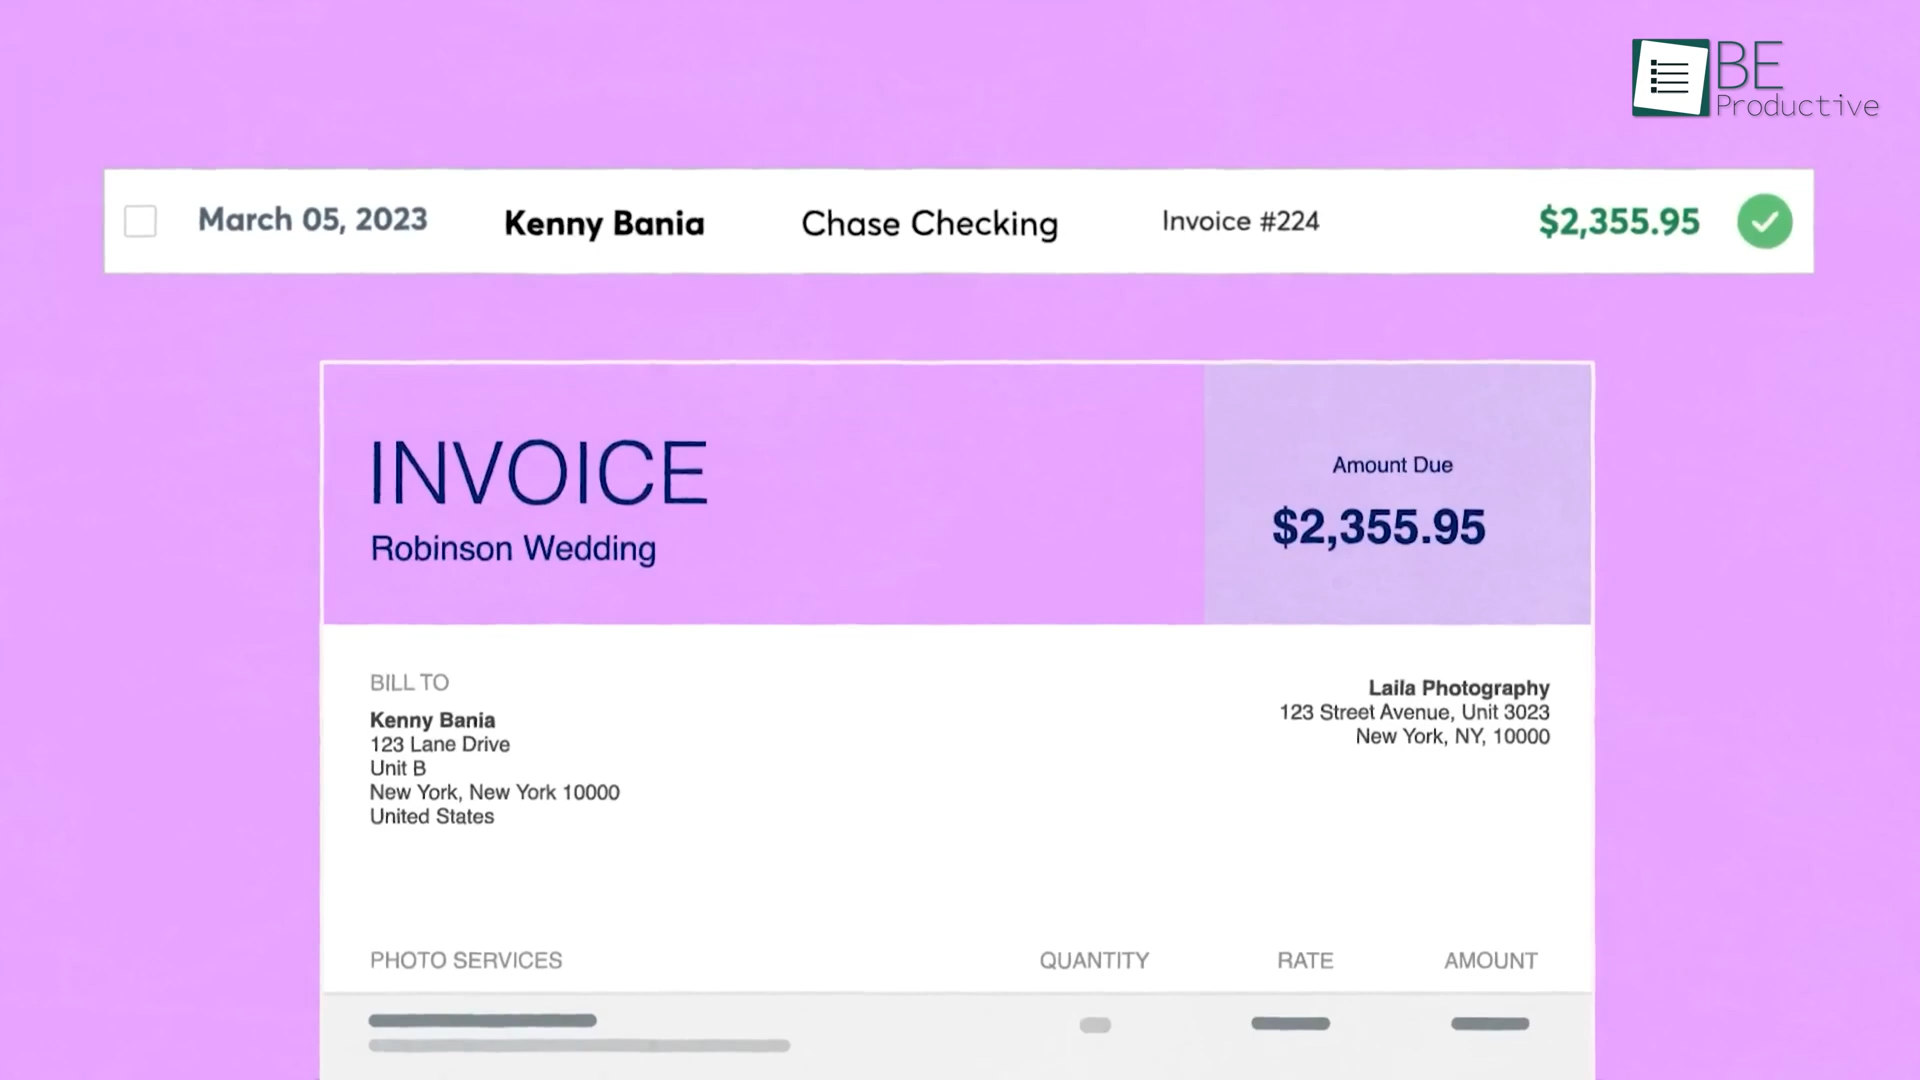 BE
Productive
March 05, 2023 Kenny Bania Chase Checking Invoice #224 $2,355.95
INVOICE
Robinson Wedding
Amount Due
$2,355.95
BILL TO
Kenny Bania
123 Lane Drive
Unit B
New York, New York 10000
United States
Laila Photography
123 Street Avenue, Unit 3023
New York, NY, 10000
PHOTO SERVICES QUANTITY RATE AMOUNT